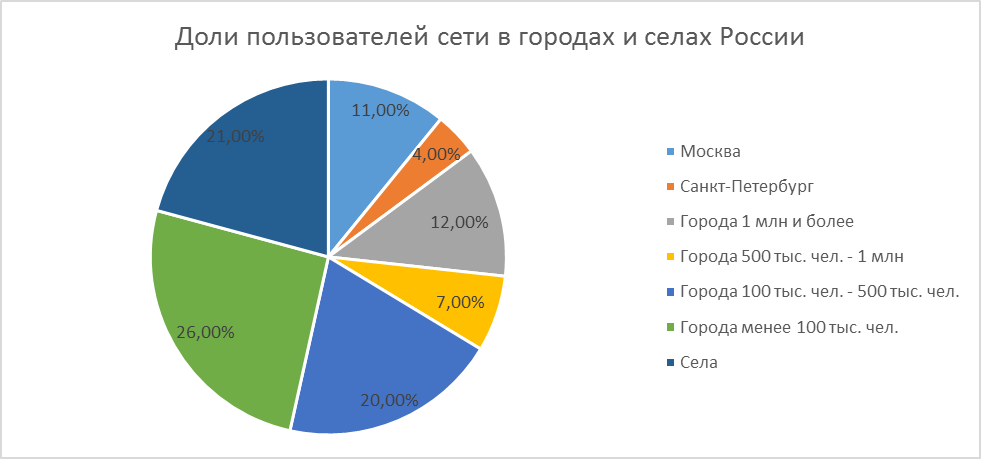 Доли пользователей сети в городах и селах России
11,00%
4,00%
12,00%
7,00%
20,00%
26,00%
21,00%
Москва
Санкт-Петербург
Города 1 млн и более
Города 500 тыс. чел. - 1 млн
Города 100 тыс. чел. - 500 тыс. чел.
Города менее 100 тыс. чел.
Села